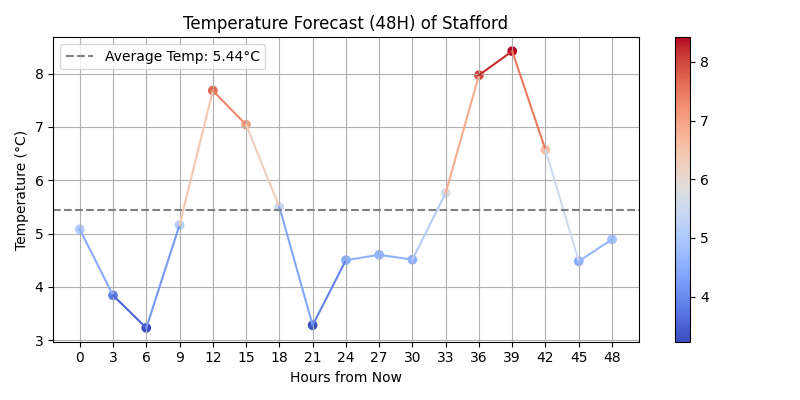 Temperature Forecast (48H) of Stafford
Average Temp: 5.44°C
Temperature (°C)
8
7
6
5
4
3
0 3 6 9 12 15 18 21 24 27 30 33 36 39 42 45 48
Hours from Now
8
7
6
5
4